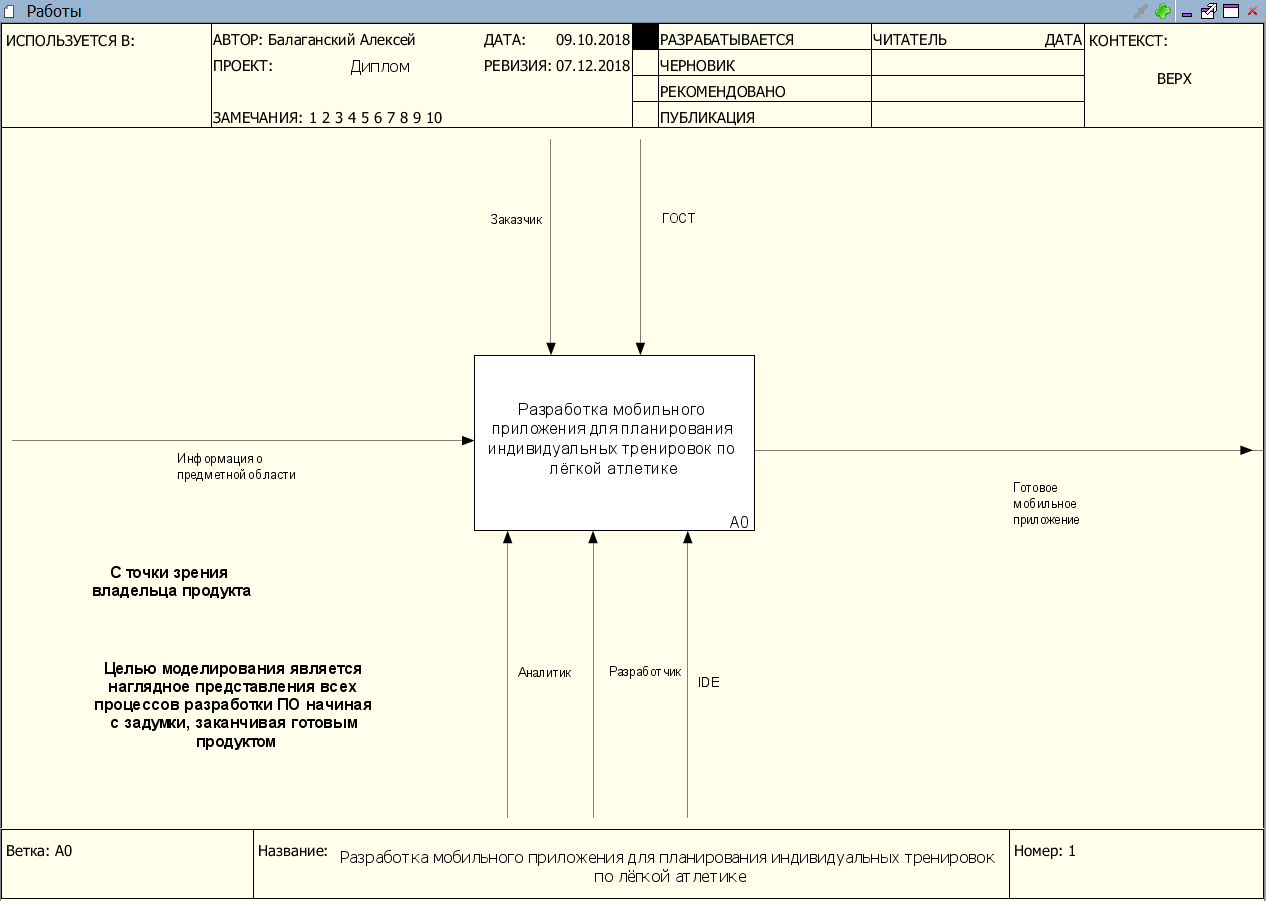 Работы
ИСПОЛЬЗУЕТСЯ В:
АВТОР: Балаганский Алексей
ДАТА: 09.10.2018
ПРОЕКТ: Диплом
РЕВИЗИЯ: 07.12.2018
ЗАМЕЧАНИЯ: 1 2 3 4 5 6 7 8 9 10
РАЗРАБАТЫВАЕТСЯ
ЧЕРНОВИК
РЕКОМЕНДОВАНО
ПУБЛИКАЦИЯ
ЧИТАТЕЛЬ ДАТА
КОНТЕКСТ:
ВЕРХ
Заказчик
ГОСТ
Разработка мобильного
приложения для планирования
индивидуальных тренировок по
лёгкой атлетике
A0
Информация о
предметной области
Готовое
мобильное
приложение
С точки зрения
владельца продукта
Целью моделирования является
наглядное представления всех
процессов разработки ПО начиная
с задумки, заканчивая готовым
продуктом
Аналитик
Разработчик
IDE
Ветка: A0
Название:
Разработка мобильного приложения для планирования индивидуальных тренировок
по лёгкой атлетике
Номер: 1